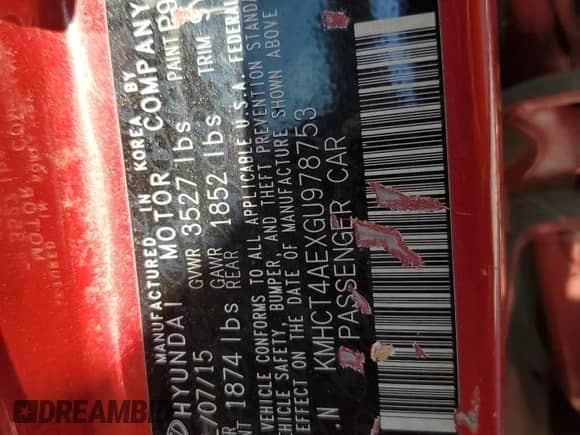 MANUFACTURED IN KOREA BY
HYUNDAI MOTOR COMPANY
07/15 GVWR 3527 lbs PAINT P9
GAWR
1874 lbs REAR 1852 lbs TRIM
VEHICLE CONFORMS TO ALL APPLICABLE U.S.A. FEDERAL
VEHICLE SAFETY, BUMPER, AND THEFT PREVENTION STANDA
EFFECT ON THE DATE OF MANUFACTURE SHOWN ABOVE
.N KMHCT4AEXGU978753
PASSENGER CAR
DREAMBID